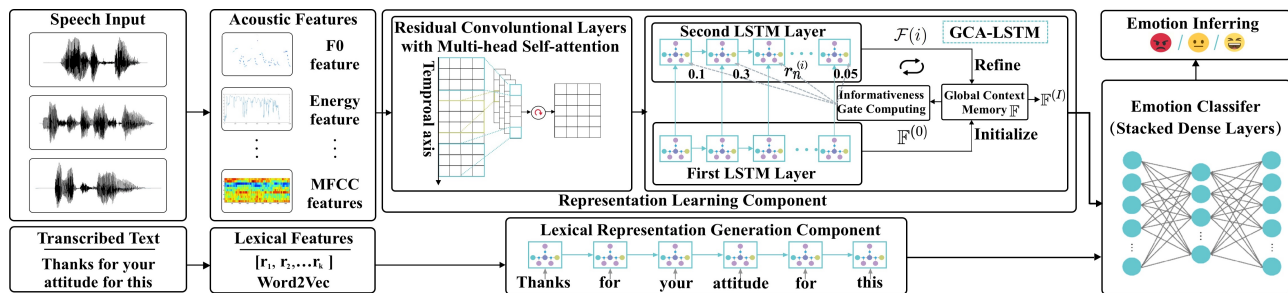 Speech Input
Acoustic Features
F0
feature
Energy
feature
MFCC
features
Residual Convoluntional Layers
with Multi-head Self-attention
Temproal axis
Second LSTM Layer
0.1
0.3
r_n^{(i)}
0.05
First LSTM Layer
F(i)
GCA-LSTM
Refine
Informativeness
Gate Computing
Global Context
Memory 𝔽
𝔽^{(I)}
𝔽^{(0)}
Initialize
Representation Learning Component
Emotion Inferring
/ /
Emotion Classifer
(Stacked Dense Layers)
Transcribed Text
Thanks for your
attitude for this
Lexical Features
[r₁, r₂,…rₖ ]
Word2Vec
Lexical Representation Generation Component
Thanks for your attitude for this